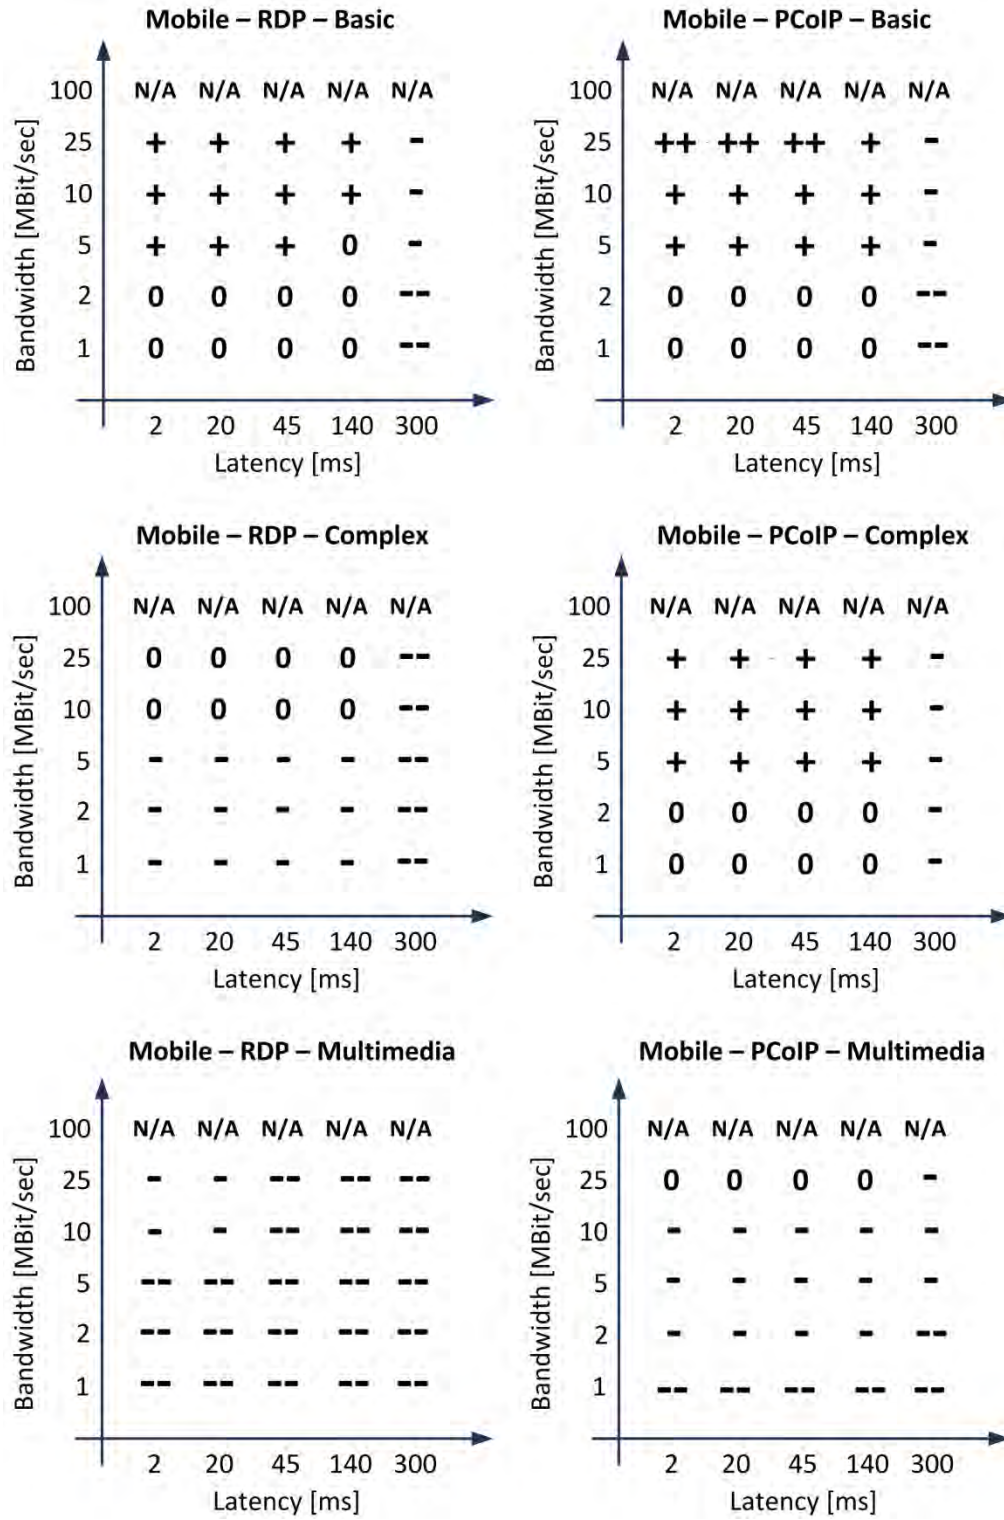 Mobile – RDP – Basic
Bandwidth [MBit/sec]
100 N/A N/A N/A N/A N/A
25 + + + + -
10 + + + + -
5 + + + 0 -
2 0 0 0 0 --
1 0 0 0 0 --
2 20 45 140 300
Latency [ms]
Mobile – PCoIP – Basic
Bandwidth [MBit/sec]
100 N/A N/A N/A N/A N/A
25 ++ ++ ++ + -
10 + + + + -
5 + + + + -
2 0 0 0 0 --
1 0 0 0 0 --
2 20 45 140 300
Latency [ms]
Mobile – RDP – Complex
Bandwidth [MBit/sec]
100 N/A N/A N/A N/A N/A
25 0 0 0 0 --
10 0 0 0 0 --
5 - - - - --
2 - - - - --
1 - - - - --
2 20 45 140 300
Latency [ms]
Mobile – PCoIP – Complex
Bandwidth [MBit/sec]
100 N/A N/A N/A N/A N/A
25 + + + + -
10 + + + + -
5 + + + + -
2 0 0 0 0 -
1 0 0 0 0 -
2 20 45 140 300
Latency [ms]
Mobile – RDP – Multimedia
Bandwidth [MBit/sec]
100 N/A N/A N/A N/A N/A
25 - - -- -- --
10 - - -- -- --
5 -- -- -- -- --
2 -- -- -- -- --
1 -- -- -- -- --
2 20 45 140 300
Latency [ms]
Mobile – PCoIP – Multimedia
Bandwidth [MBit/sec]
100 N/A N/A N/A N/A N/A
25 0 0 0 0 -
10 - - - - -
5 - - - - -
2 - - - - --
1 -- -- -- -- --
2 20 45 140 300
Latency [ms]